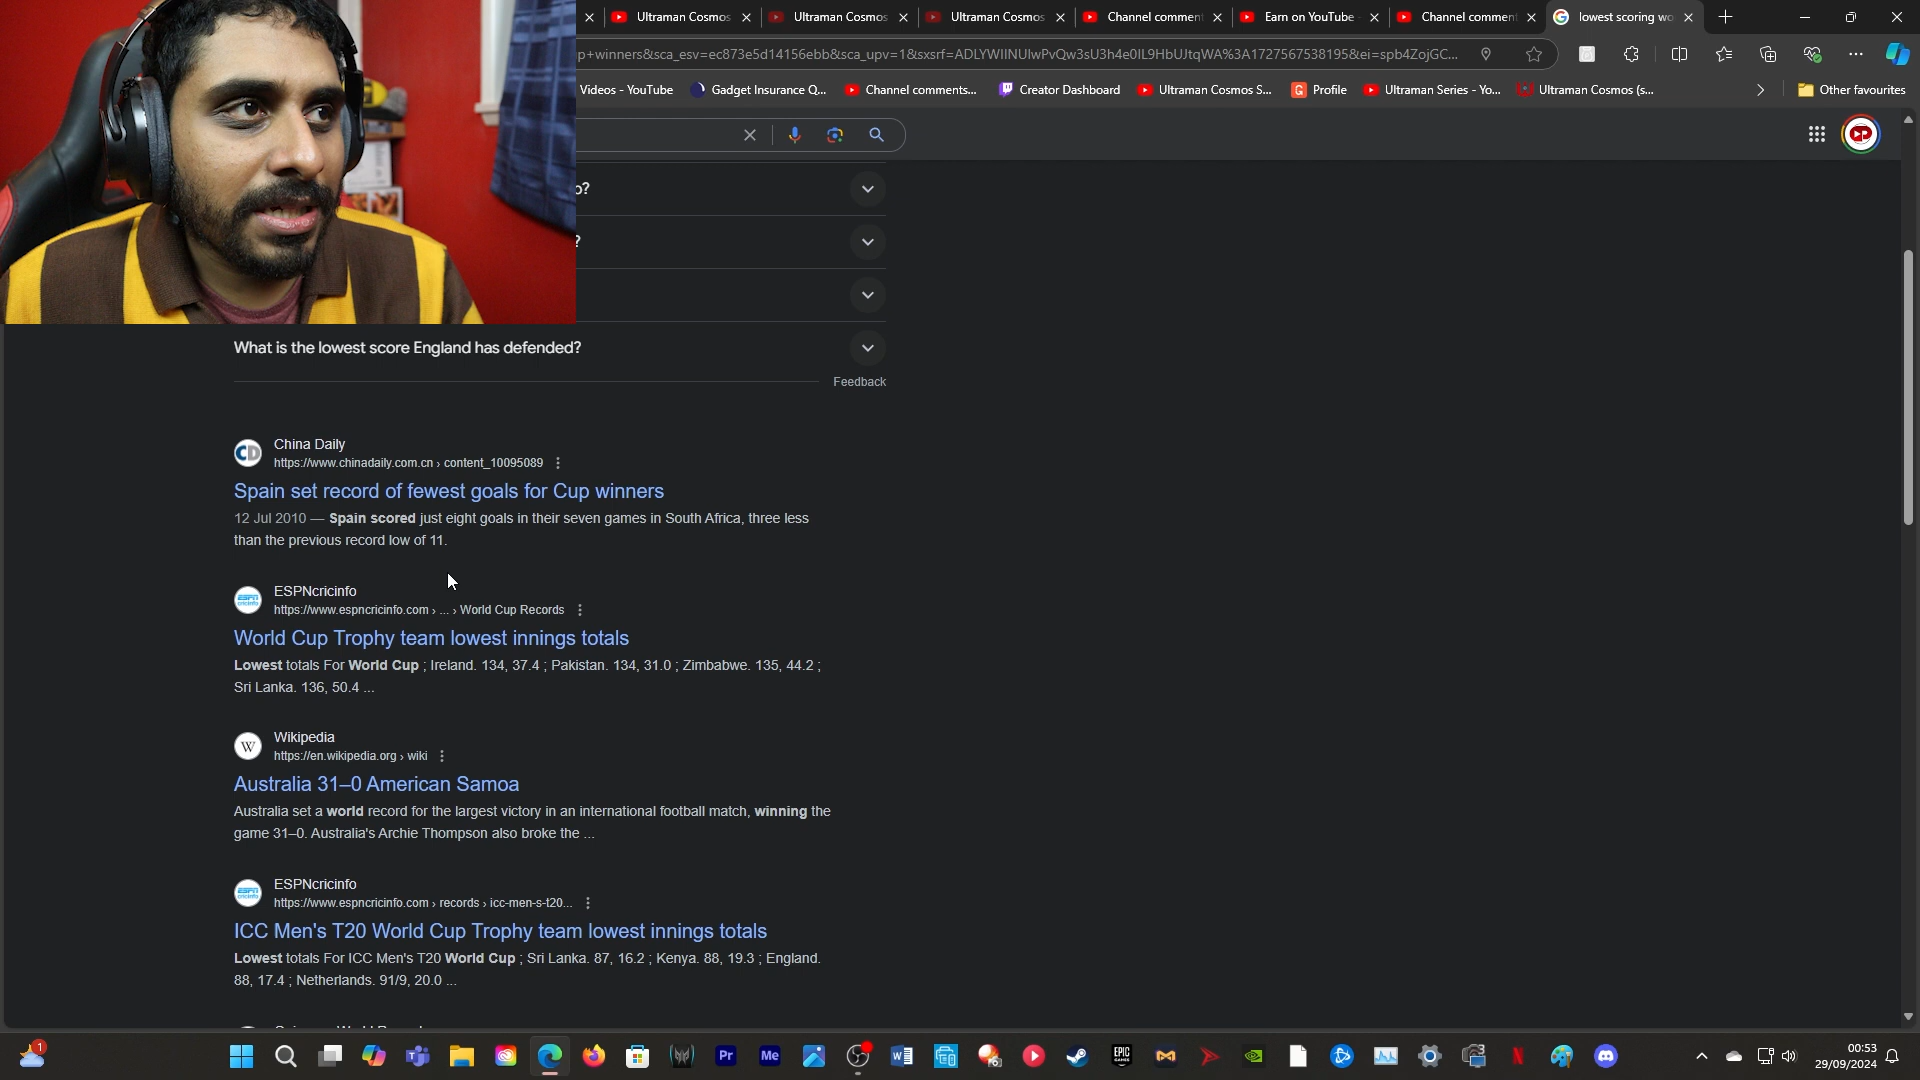 Ultraman Cosmos
Ultraman Cosmos
Ultraman Cosmos
Channel commen
Earn on YouTube
Channel commen
lowest scoring wo
p+winners&sca_esv=ec873e5d14156ebb&sca_upv=1&sxsrf=ADLYWIINUIwPvQw3sU3h4e0IL9HbUJtqWA%3A1727567538195&ei=spb4ZojGC...
Videos - YouTube
Gadget Insurance Q...
Channel comments...
Creator Dashboard
Ultraman Cosmos S...
Profile
Ultraman Series - Yo...
Ultraman Cosmos (s...
Other favourites
o?
?
What is the lowest score England has defended?
Feedback
China Daily
https://www.chinadaily.com.cn › content_10095089
Spain set record of fewest goals for Cup winners
12 Jul 2010 — Spain scored just eight goals in their seven games in South Africa, three less
than the previous record low of 11.
ESPNcricinfo
https://www.espncricinfo.com › ... › World Cup Records
World Cup Trophy team lowest innings totals
Lowest totals For World Cup ; Ireland. 134, 37.4 ; Pakistan. 134, 31.0 ; Zimbabwe. 135, 44.2 ;
Sri Lanka. 136, 50.4 ...
Wikipedia
https://en.wikipedia.org › wiki
Australia 31–0 American Samoa
Australia set a world record for the largest victory in an international football match, winning the
game 31–0. Australia's Archie Thompson also broke the ...
ESPNcricinfo
https://www.espncricinfo.com › records › icc-men-s-t20...
ICC Men's T20 World Cup Trophy team lowest innings totals
Lowest totals For ICC Men's T20 World Cup ; Sri Lanka. 87, 16.2 ; Kenya. 88, 19.3 ; England.
88, 17.4 ; Netherlands. 91/9, 20.0 ...
1
Pr
Me
EPIC
GAMES
00:53
29/09/2024